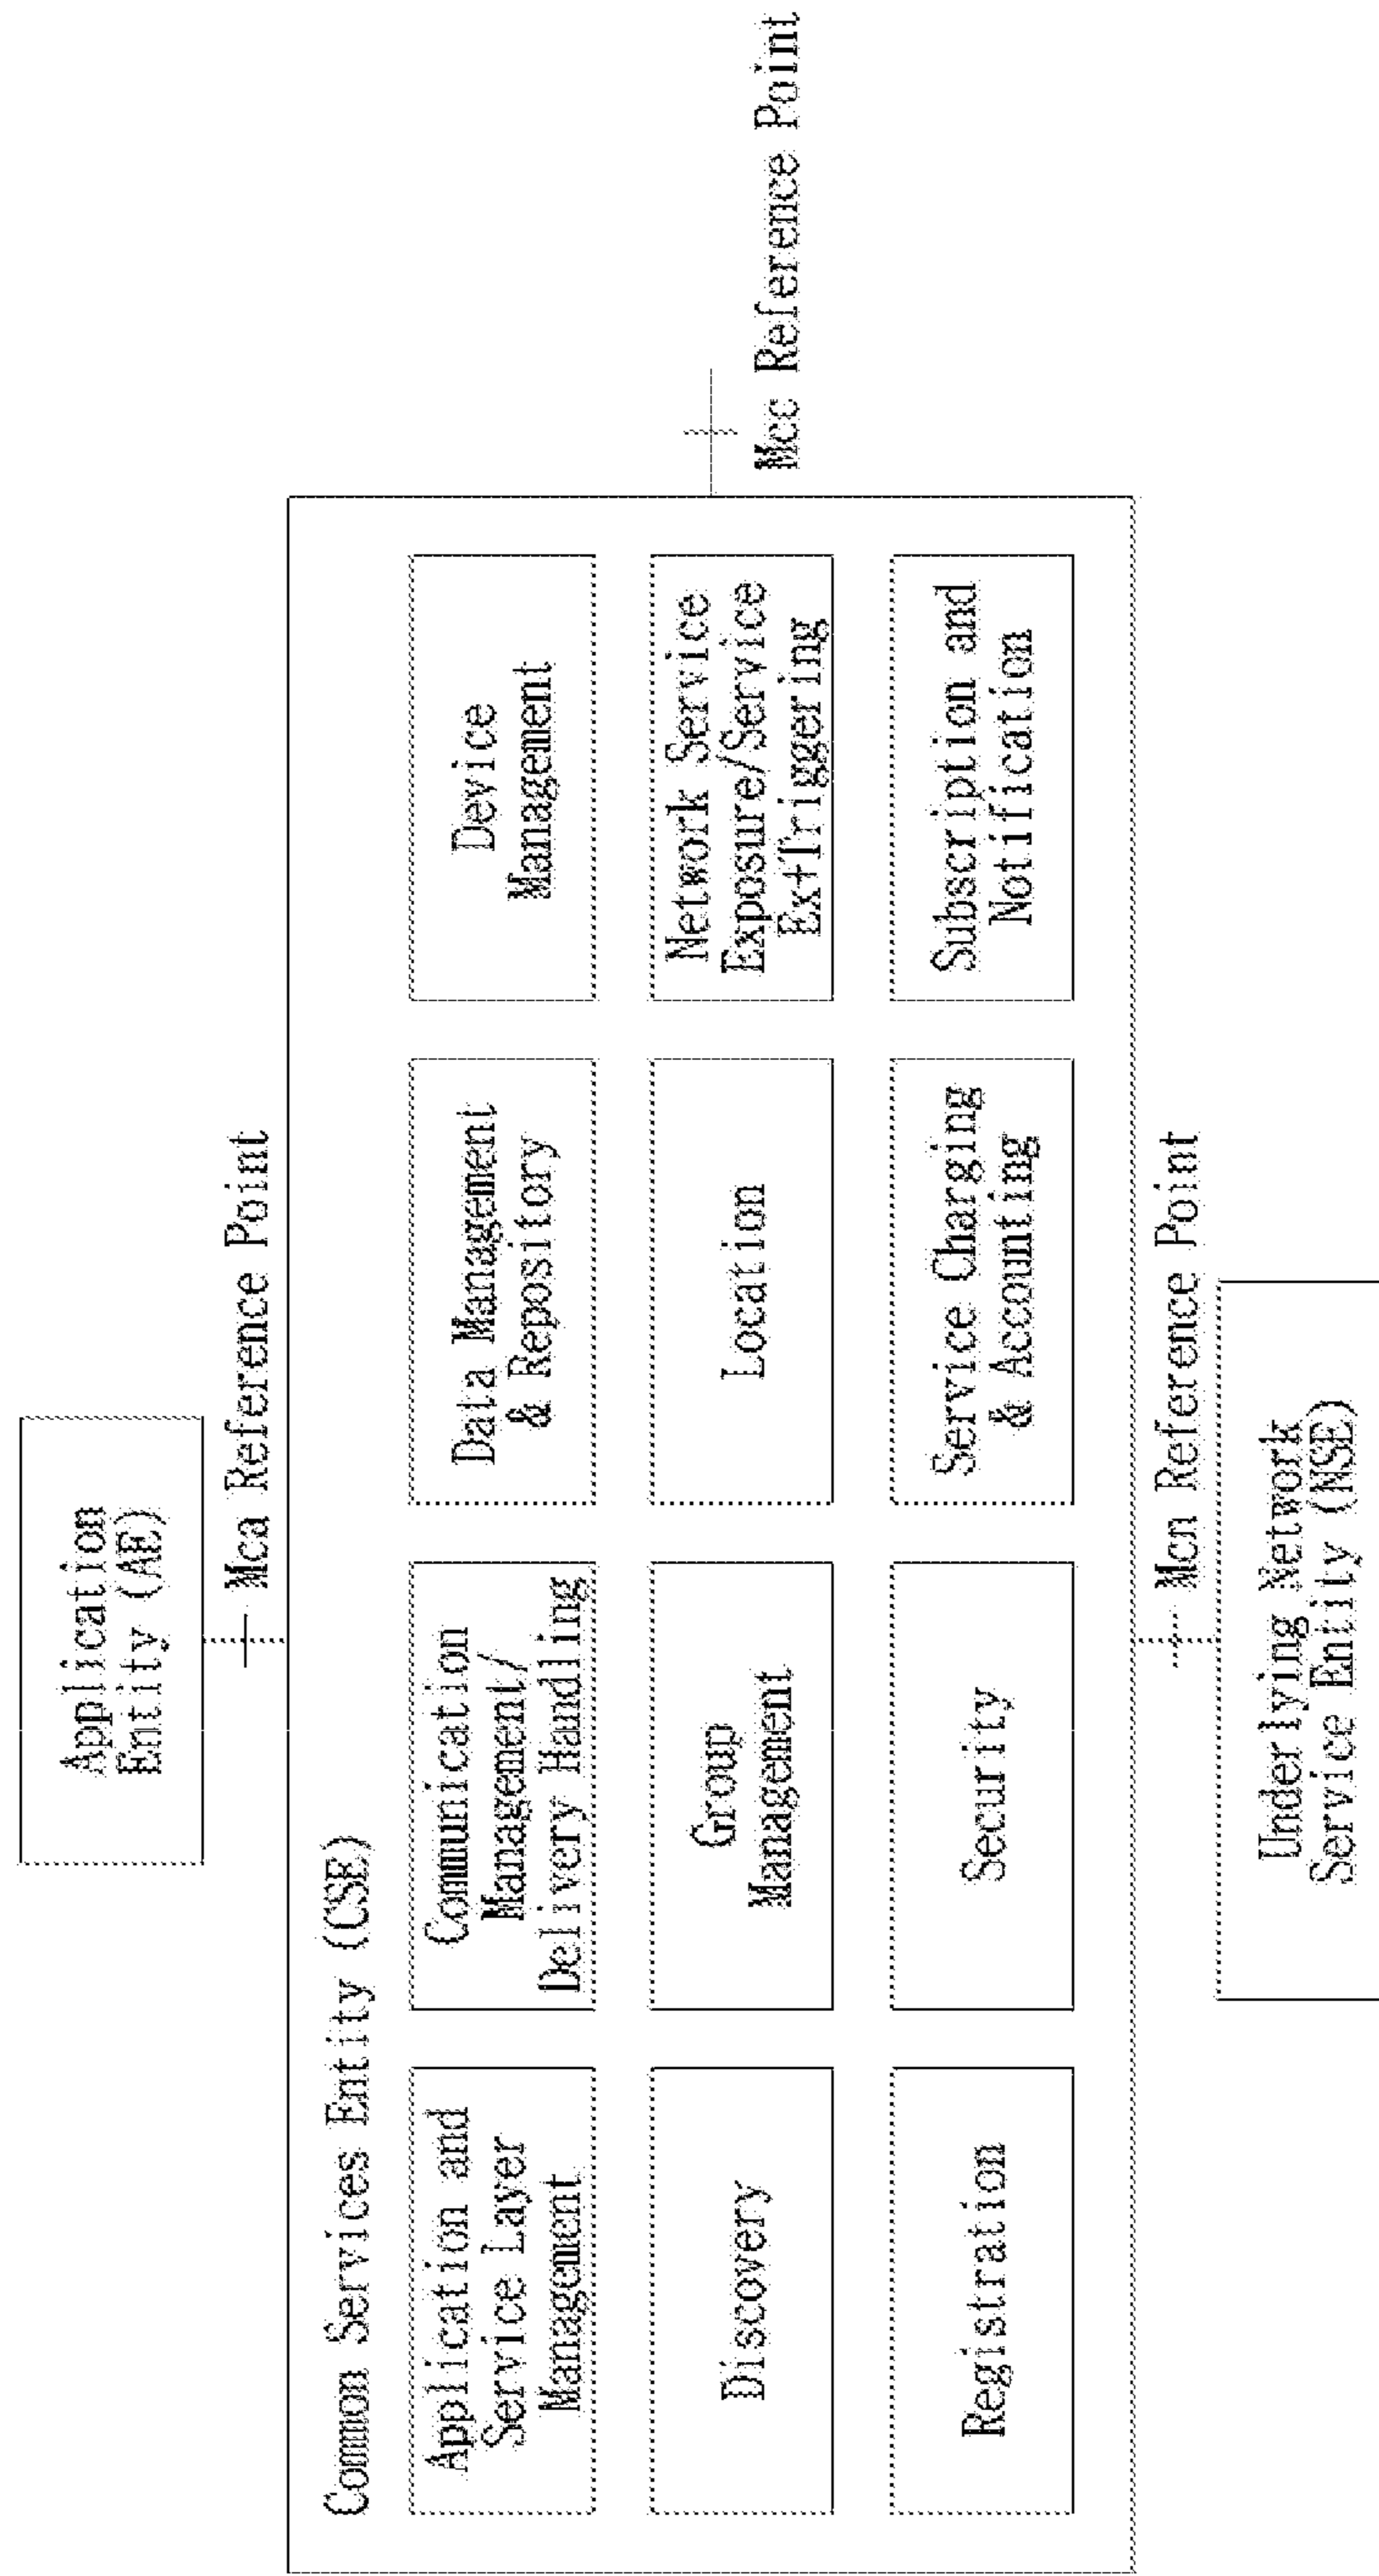 Application
Entity (AE)
Mca Reference Point
Common Services Entity (CSE)
Application and
Service Layer
Management
Communication
Management/
Delivery Handling
Data Management
& Repository
Device
Management
Discovery
Group
Management
Location
Network Service
Exposure/Service
Ex+Triggering
Registration
Security
Service Charging
& Accounting
Subscription and
Notification
Mcc Reference Point
Mcn Reference Point
Underlying Network
Service Entity (NSE)